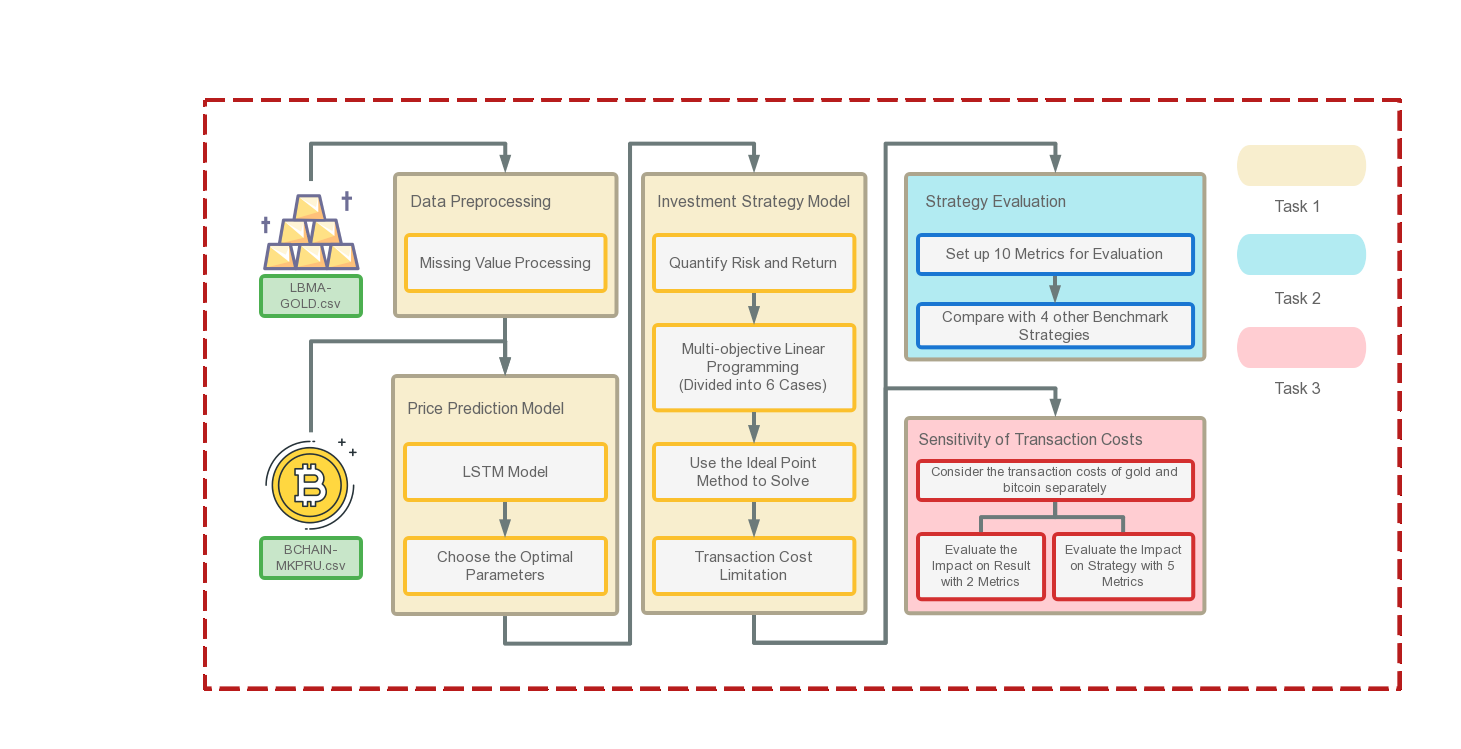 LBMA-
GOLD.csv
BCHAIN-
MKPRU.csv
Data Preprocessing
Missing Value Processing
Price Prediction Model
LSTM Model
Choose the Optimal
Parameters
Investment Strategy Model
Quantify Risk and Return
Multi-objective Linear
Programming
(Divided into 6 Cases)
Use the Ideal Point
Method to Solve
Transaction Cost
Limitation
Strategy Evaluation
Set up 10 Metrics for Evaluation
Compare with 4 other Benchmark
Strategies
Sensitivity of Transaction Costs
Consider the transaction costs of gold and
bitcoin separately
Evaluate the
Impact on Result
with 2 Metrics
Evaluate the Impact
on Strategy with 5
Metrics
Task 1
Task 2
Task 3